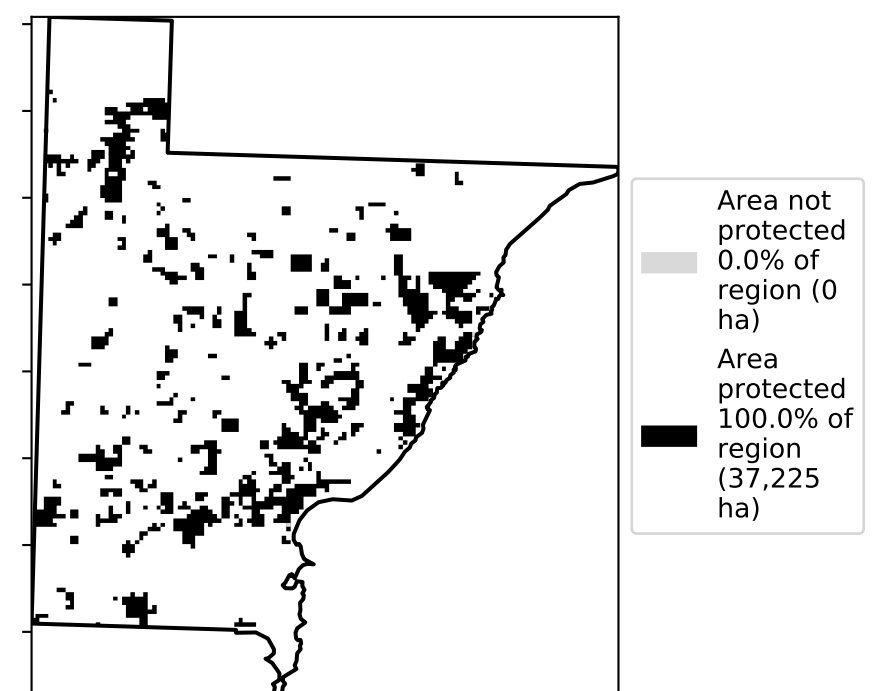 Area not
protected
0.0% of
region (0
ha)
Area
protected
100.0% of
region
(37,225
ha)